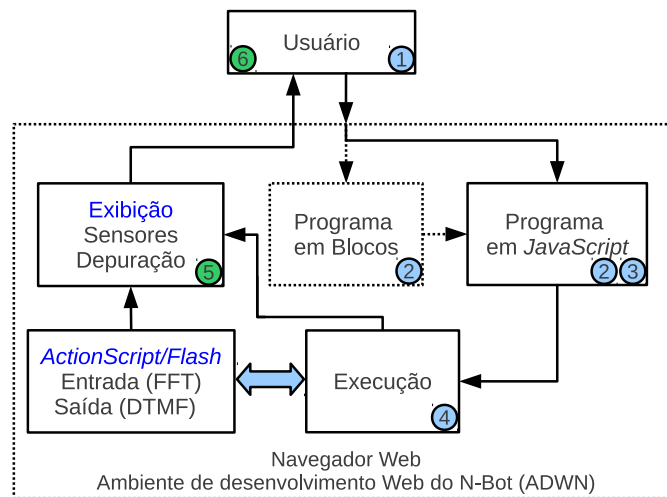 Usuário
6
1
Exibição
Sensores
Depuração
5
Programa
em Blocos
2
Programa
em JavaScript
2 3
ActionScript/Flash
Entrada (FFT)
Saída (DTMF)
Execução
4
Navegador Web
Ambiente de desenvolvimento Web do N-Bot (ADWN)